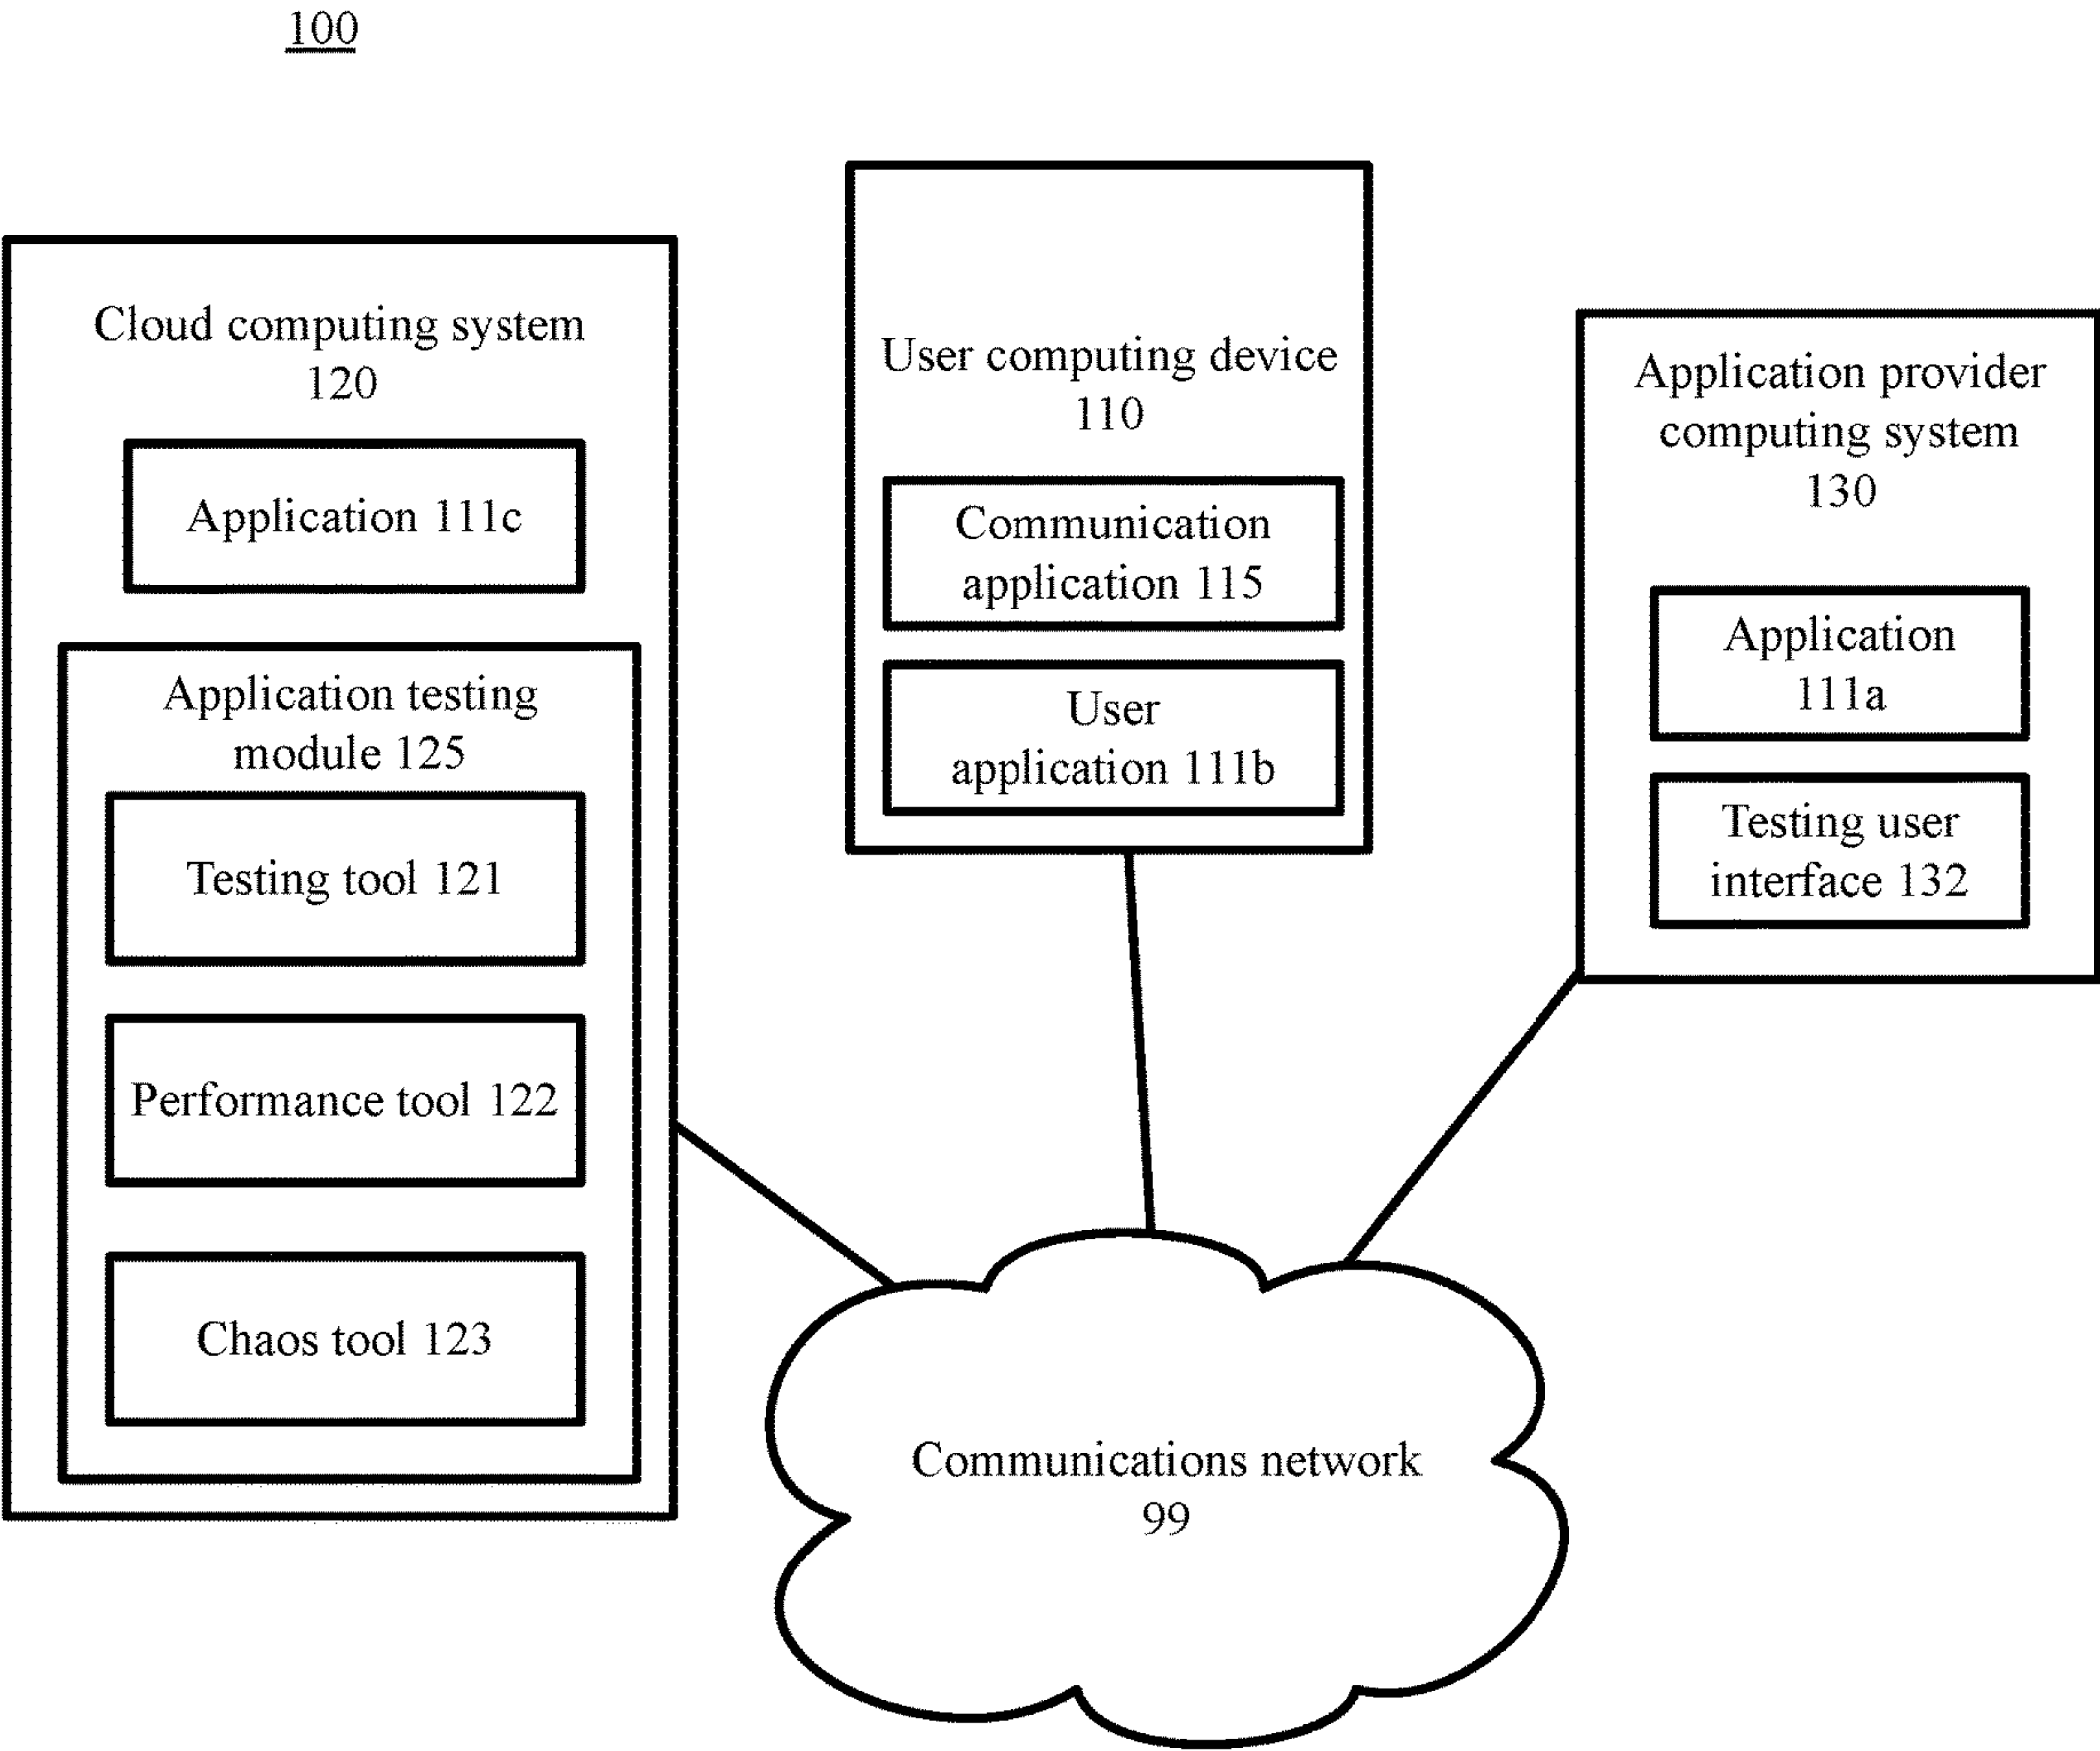 100
Cloud computing system
120
Application 111c
Application testing
module 125
Testing tool 121
Performance tool 122
Chaos tool 123
User computing device
110
Communication
application 115
User
application 111b
Application provider
computing system
130
Application
111a
Testing user
interface 132
Communications network
99